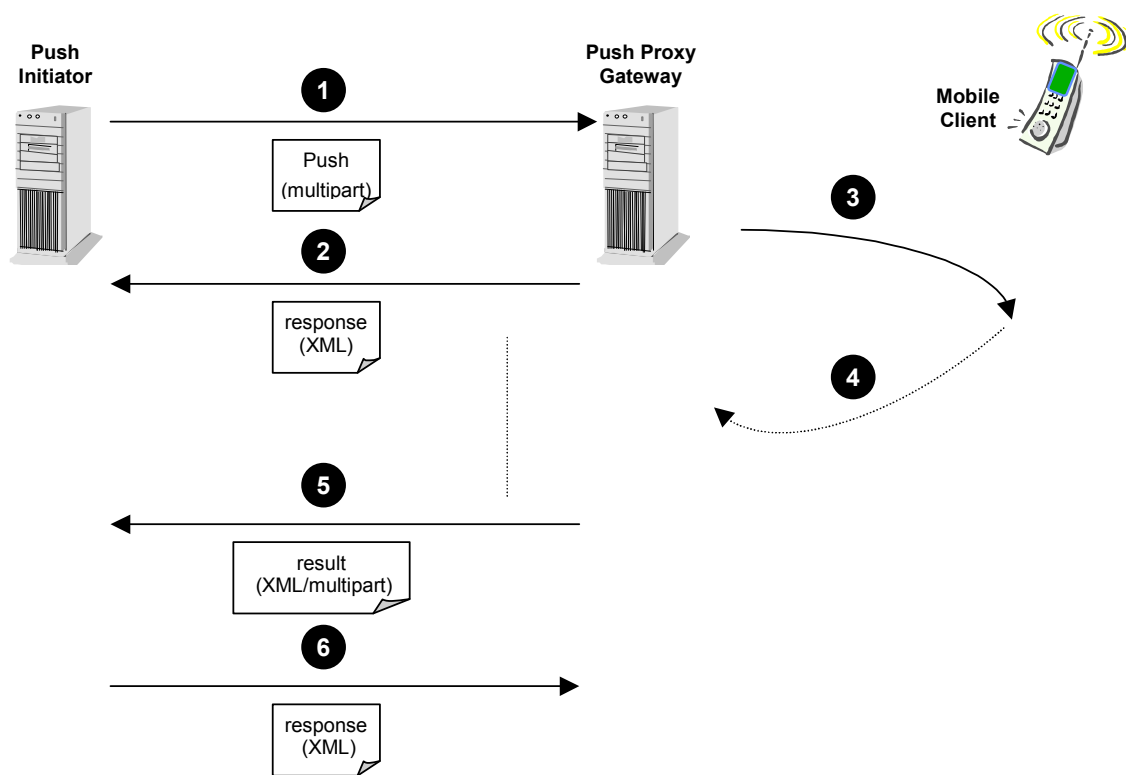 Push
Initiator
Push Proxy
Gateway
Mobile
Client
1
Push
(multipart)
3
2
response
(XML)
4
5
result
(XML/multipart)
6
response
(XML)